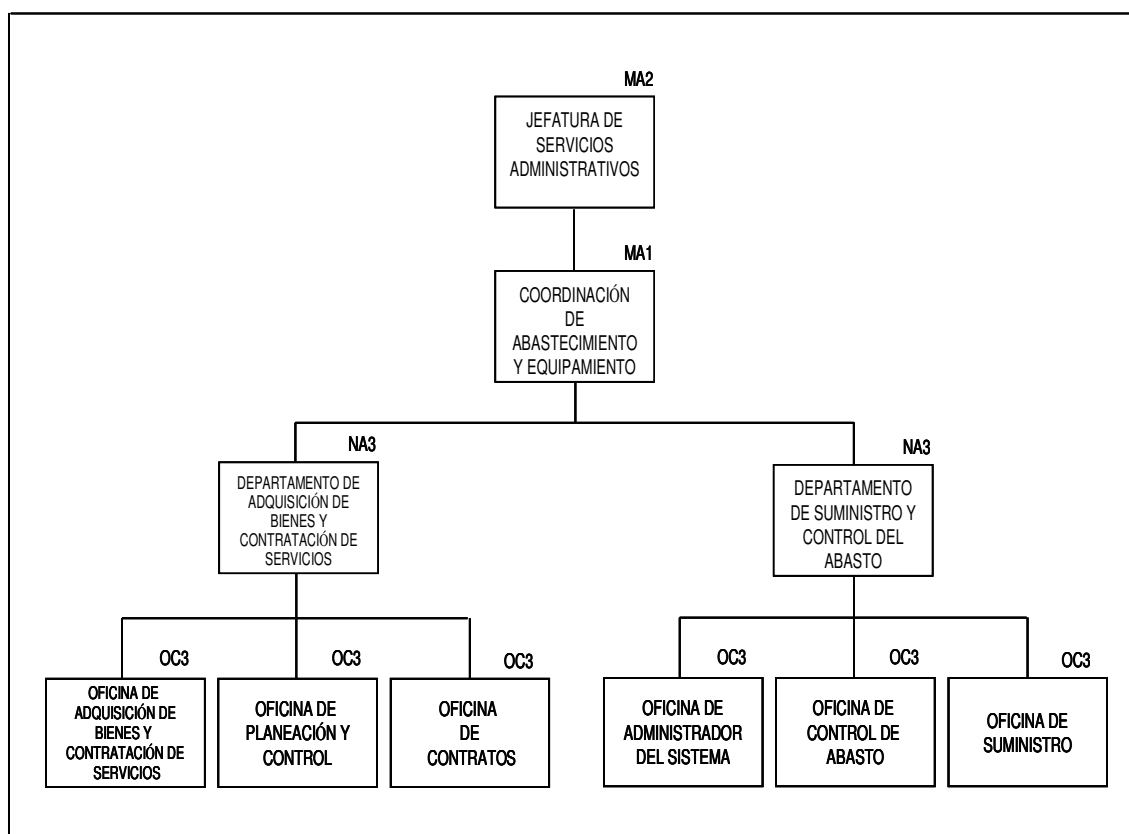 MA2
JEFATURA DE
SERVICIOS
ADMINISTRATIVOS
MA1
COORDINACIÓN
DE
ABASTECIMIENTO
Y EQUIPAMIENTO
NA3
DEPARTAMENTO DE
ADQUISICIÓN DE
BIENES Y
CONTRATACIÓN DE
SERVICIOS
NA3
DEPARTAMENTO
DE SUMINISTRO Y
CONTROL DEL
ABASTO
OC3
OFICINA DE
ADQUISICIÓN DE
BIENES Y
CONTRATACIÓN DE
SERVICIOS
OC3
OFICINA DE
PLANEACIÓN Y
CONTROL
OC3
OFICINA
DE
CONTRATOS
OC3
OFICINA DE
ADMINISTRADOR
DEL SISTEMA
OC3
OFICINA DE
CONTROL DE
ABASTO
OC3
OFICINA DE
SUMINISTRO